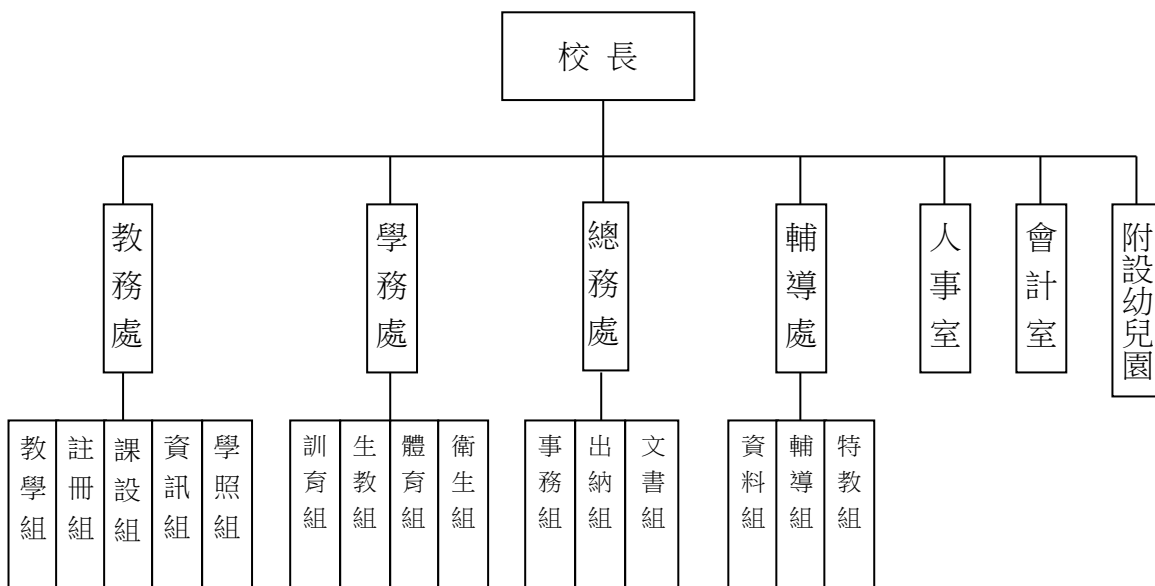 校 長
教務處
學務處
總務處
輔導處
人事室
會計室
附設幼兒園
教學組
註冊組
課設組
資訊組
學照組
訓育組
生教組
體育組
衛生組
事務組
出納組
文書組
資料組
輔導組
特教組